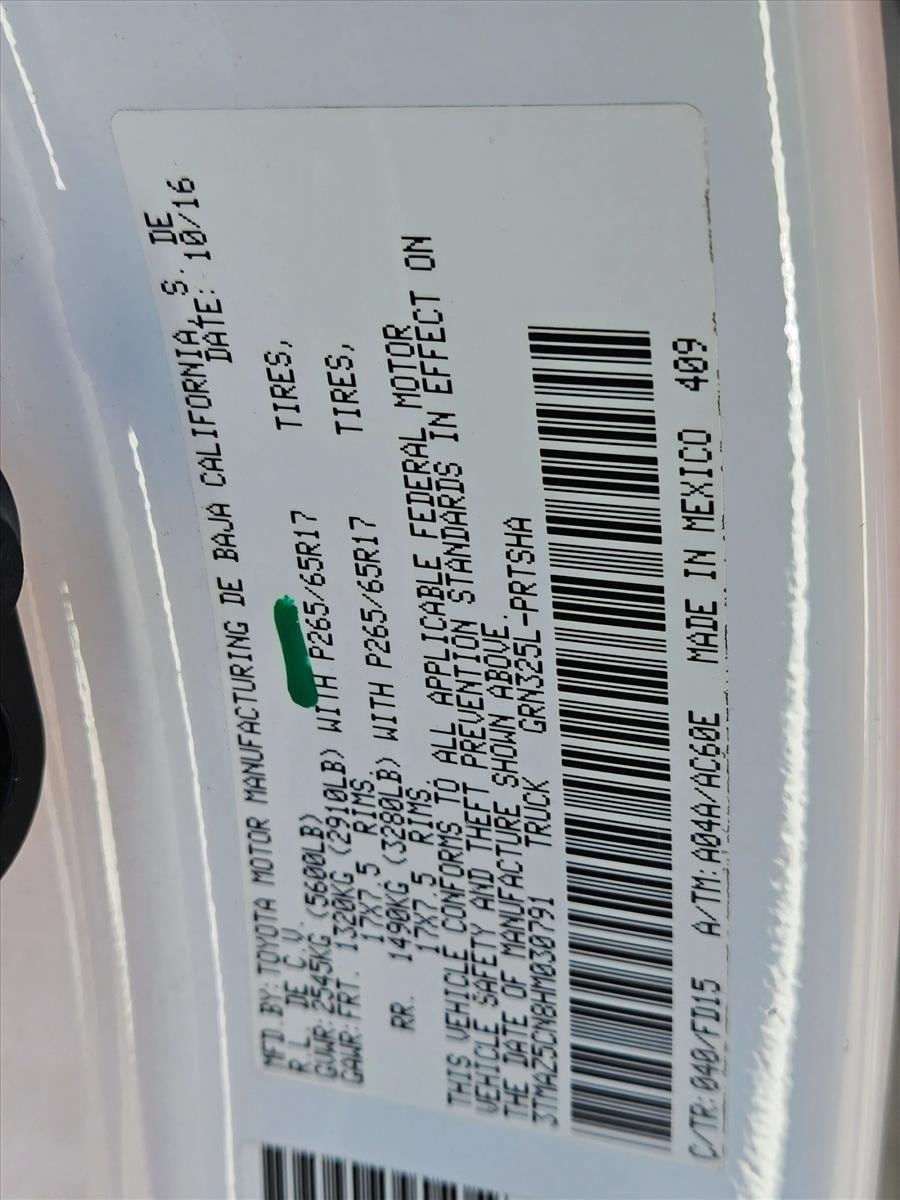 MFD.BY:TOYOTA MOTOR MANUFACTURING DE BAJA CALIFORNIA, S. DE
R.L. DE C.V. DATE: 10/16
GVWR:2545KG (5600LB)
GAWR:FRT. 1320KG (2910LB) WITH P265/65R17 TIRES,
17X7.5 RIMS.
RR. 1490KG (3280LB) WITH P265/65R17 TIRES,
17X7.5 RIMS.
THIS VEHICLE CONFORMS TO ALL APPLICABLE FEDERAL MOTOR
VEHICLE SAFETY AND THEFT PREVENTION STANDARDS IN EFFECT ON
THE DATE OF MANUFACTURE SHOWN ABOVE.
3TMAZ5CN8HM030791 TRUCK GRN325L-PRTSHA
C/TR:040/FD15 A/TM:A04A/AC60E MADE IN MEXICO 409